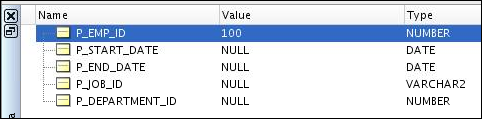 Name Value Type
P_EMP_ID 100 NUMBER
P_START_DATE NULL DATE
P_END_DATE NULL DATE
P_JOB_ID NULL VARCHAR2
P_DEPARTMENT_ID NULL NUMBER